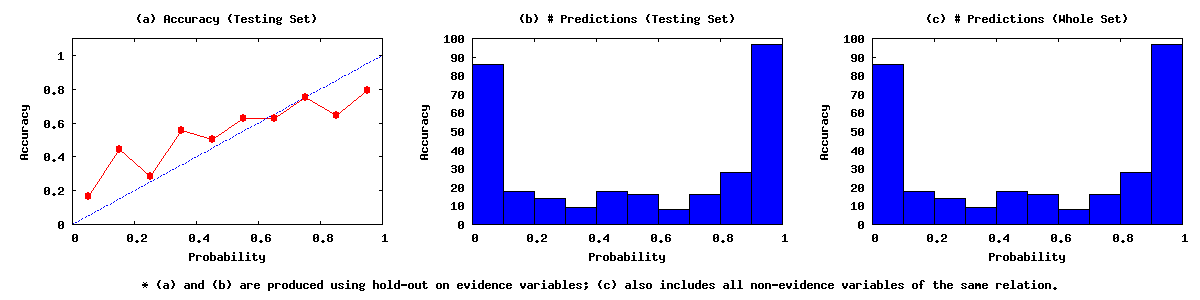 (a) Accuracy (Testing Set)
(b) # Predictions (Testing Set)
(c) # Predictions (Whole Set)
1
0.8
0.6
0.4
0.2
0
Accuracy
0 0.2 0.4 0.6 0.8 1
Probability
100
90
80
70
60
50
40
30
20
10
0
Accuracy
0 0.2 0.4 0.6 0.8 1
Probability
100
90
80
70
60
50
40
30
20
10
0
Accuracy
0 0.2 0.4 0.6 0.8 1
Probability
* (a) and (b) are produced using hold-out on evidence variables; (c) also includes all non-evidence variables of the same relation.